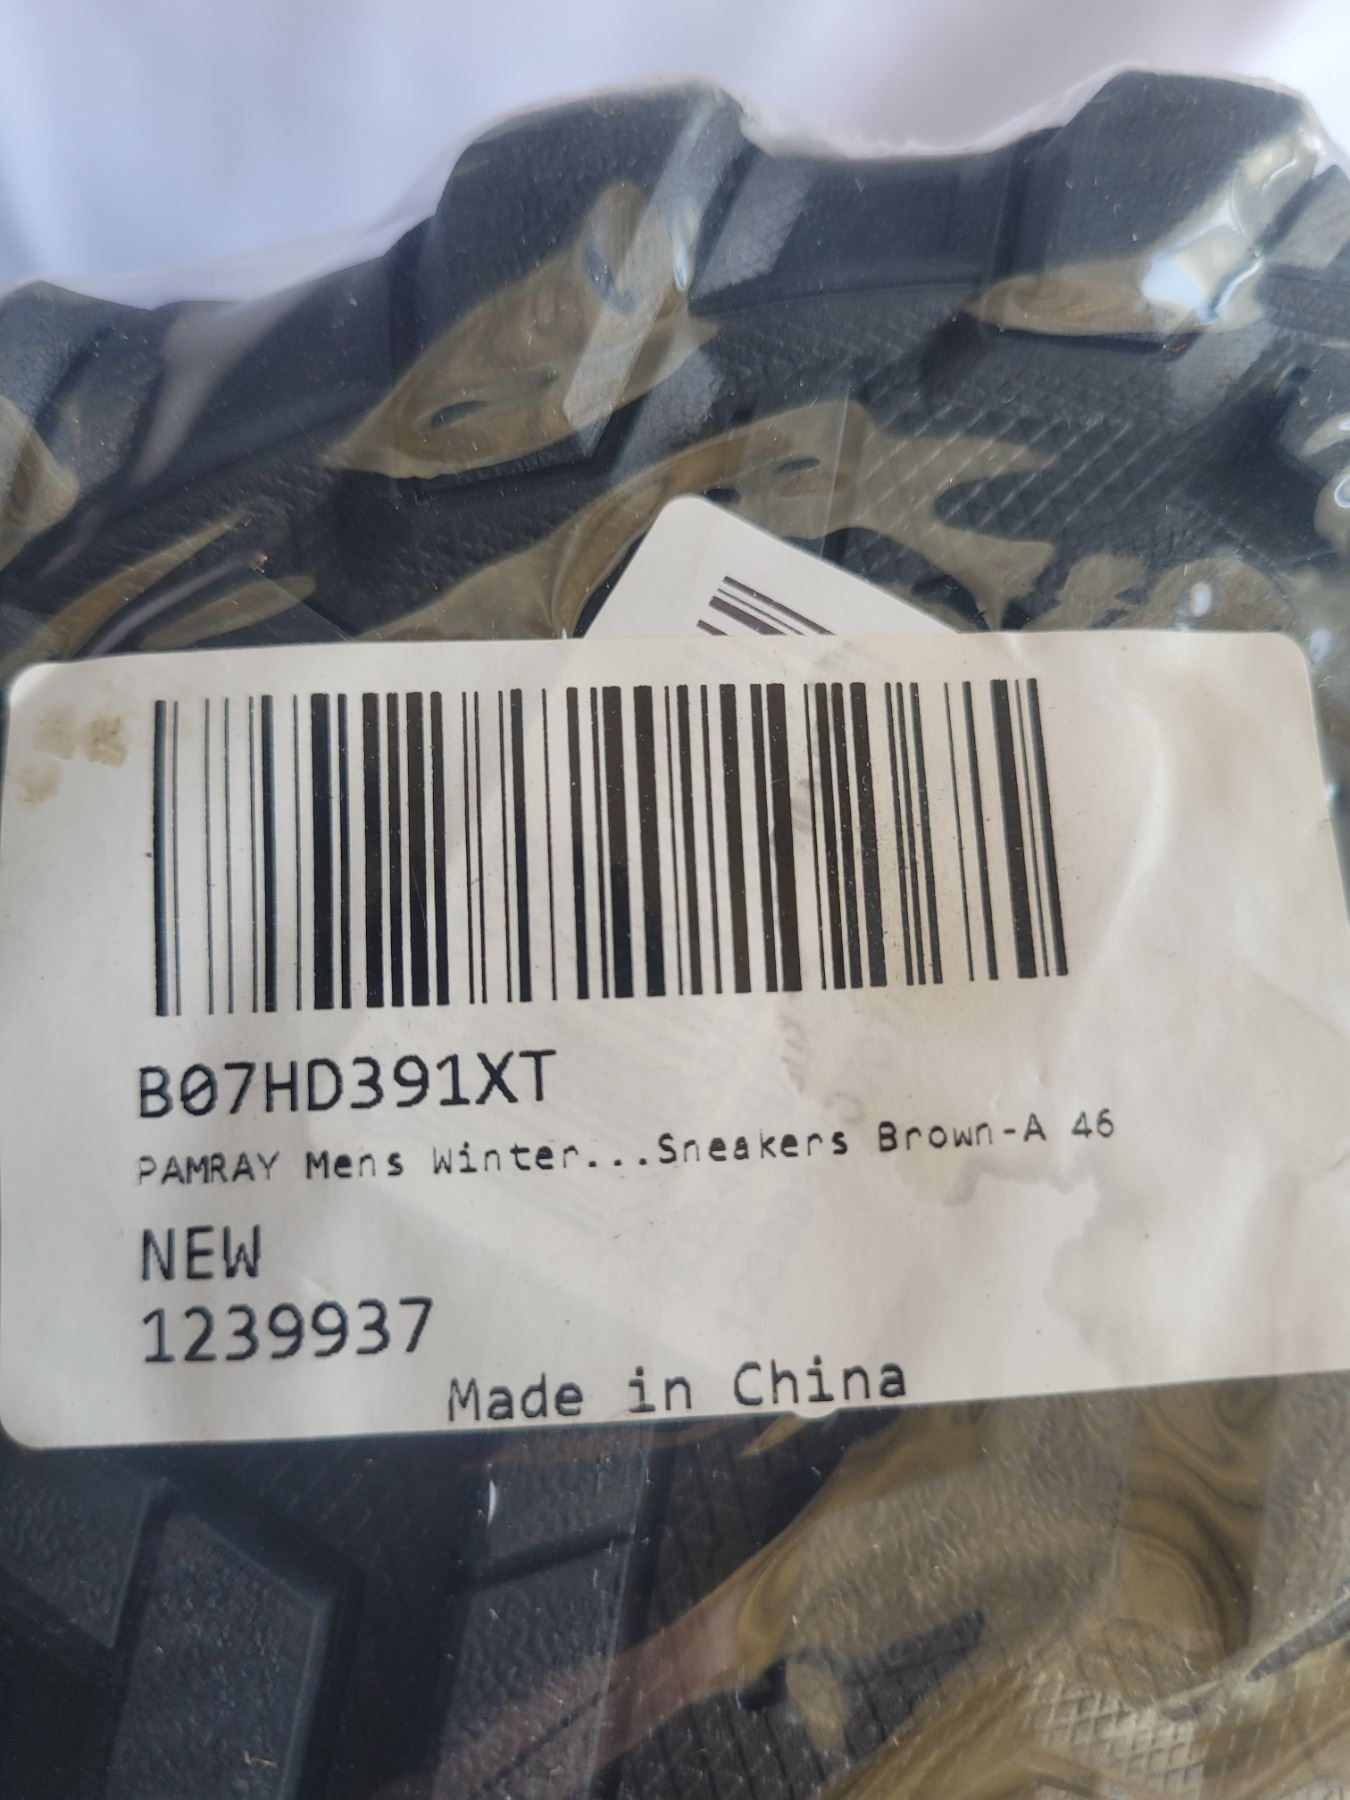 B07HD391XT
PAMRAY Mens Winter...Sneakers Brown-A 46
NEW
1239937
Made in China